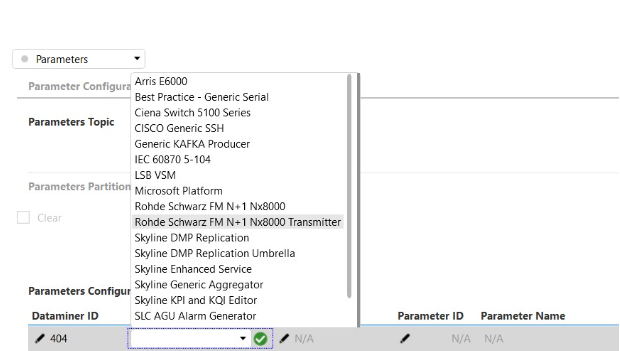 Parameters
Parameter Configura
Parameters Topic
Parameters Partition
Clear
Arris E6000
Best Practice - Generic Serial
Ciena Switch 5100 Series
CISCO Generic SSH
Generic KAFKA Producer
IEC 60870 5-104
LSB VSM
Microsoft Platform
Rohde Schwarz FM N+1 Nx8000
Rohde Schwarz FM N+1 Nx8000 Transmitter
Skyline DMP Replication
Skyline DMP Replication Umbrella
Skyline Enhanced Service
Skyline Generic Aggregator
Skyline KPI and KQI Editor
SLC AGU Alarm Generator
Parameters Configur
Dataminer ID Parameter ID Parameter Name
404 N/A N/A N/A